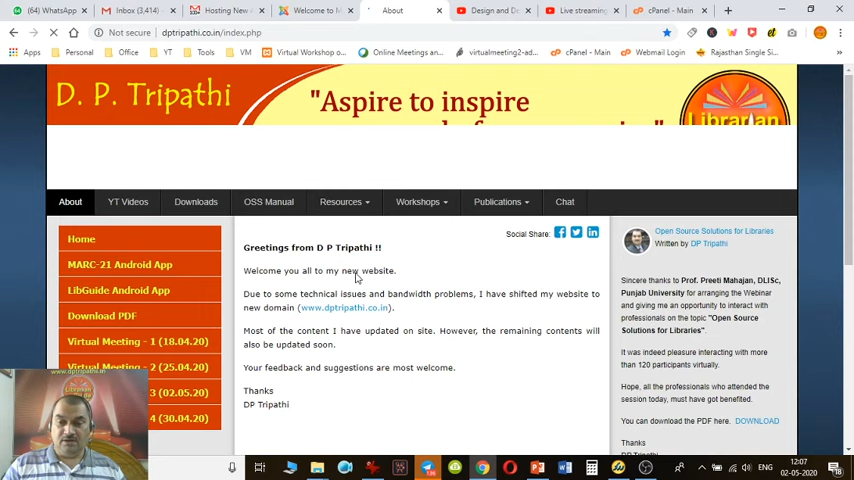 (64) WhatsApp
Inbox (3,414)
Hosting New
Welcome to M
About
Design and De
Live streaming
cPanel - Main
Not secure | dptripathi.co.in/index.php
Apps
Personal
Office
YT
Tools
VM
Virtual Workshop o...
Online Meetings an...
virtualmeeting2-ad...
cPanel - Main
Webmail Login
Rajasthan Single Si...
D. P. Tripathi
"Aspire to inspire
Librarian
About
YT Videos
Downloads
OSS Manual
Resources
Workshops
Publications
Chat
Home
MARC-21 Android App
LibGuide Android App
Download PDF
Virtual Meeting - 1 (18.04.20)
Virtual Meeting - 2 (25.04.20)
3 (02.05.20)
4 (30.04.20)
www.dptripathi.in
Social Share:
Greetings from D P Tripathi !!
Welcome you all to my new website.
Due to some technical issues and bandwidth problems, I have shifted my website to
new domain (www.dptripathi.co.in).
Most of the content I have updated on site. However, the remaining contents will
also be updated soon.
Your feedback and suggestions are most welcome.
Thanks
DP Tripathi
Open Source Solutions for Libraries
Written by DP Tripathi
Sincere thanks to Prof. Preeti Mahajan, DLISc,
Punjab University for arranging the Webinar
and giving me an opportunity to interact with
professionals on the topic "Open Source
Solutions for Libraries".
It was indeed pleasure interacting with more
than 120 participants virtually.
Hope, all the professionals who attended the
session today, must have got benefited.
You can download the PDF here. DOWNLOAD
Thanks
DP Tripathi
ENG
12:07
02-05-2020